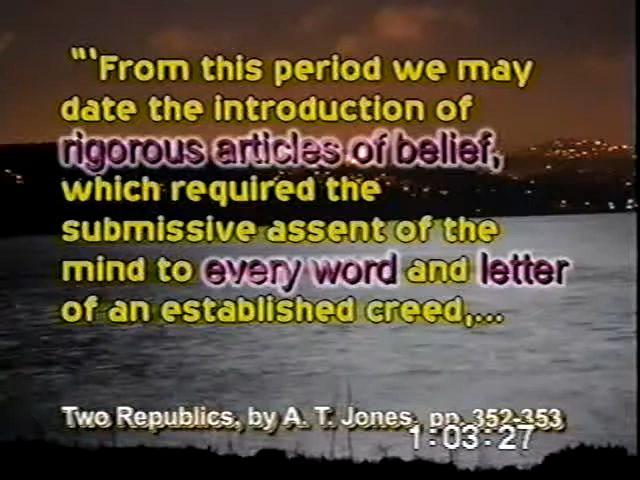 "‘From this period we may
date the introduction of
rigorous articles of belief,
which required the
submissive assent of the
mind to every word and letter
of an established creed,...
Two Republics, by A. T. Jones, pp. 352-353
1:03:27